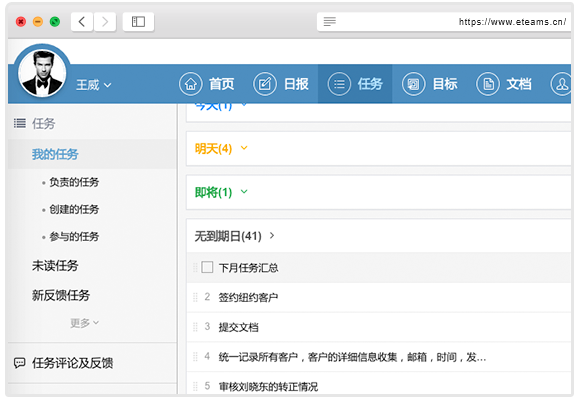 https://www.eteams.cn/
王威
首页
日报
任务
目标
文档
任务
我的任务
负责的任务
创建的任务
参与的任务
未读任务
新反馈任务
更多
任务评论及反馈
今天(1)
明天(4)
即将(1)
无到期日(41)
下月任务汇总
2 签约纽约客户
3 提交文档
4 统一记录所有客户，客户的详细信息收集，邮箱，时间，发...
5 审核刘晓东的转正情况